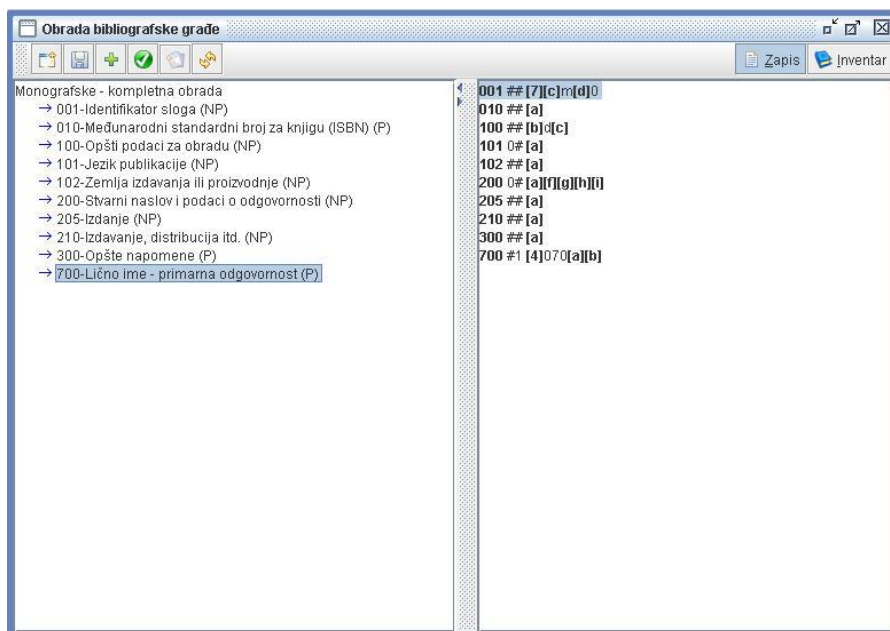 Obrada bibliografske građe
Zapis
Inventar
Monografske - kompletna obrada
001-Identifikator sloga (NP)
010-Međunarodni standardni broj za knjigu (ISBN) (P)
100-Opšti podaci za obradu (NP)
101-Jezik publikacije (NP)
102-Zemlja izdavanja ili proizvodnje (NP)
200-Stvarni naslov i podaci o odgovornosti (NP)
205-Izdanje (NP)
210-Izdavanje, distribucija itd. (NP)
300-Opšte napomene (P)
700-Lično ime - primarna odgovornost (P)
001 ## [7][c]m[d]0
010 ## [a]
100 ## [b]d[c]
101 0# [a]
102 ## [a]
200 0# [a][f][g][h][i]
205 ## [a]
210 ## [a]
300 ## [a]
700 #1 [4]070[a][b]